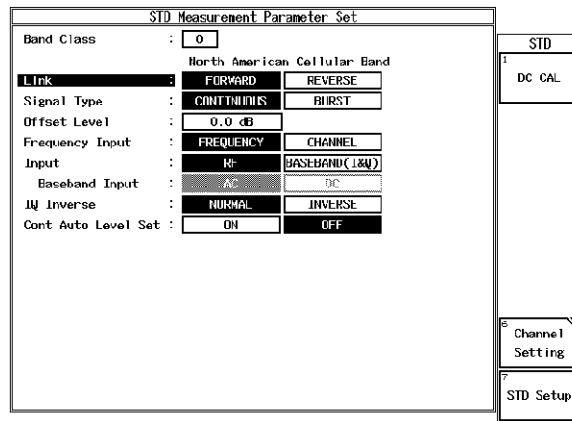 STD Measurement Parameter Set
Band Class : 0
North American Cellular Band
Link : FORWARD REVERSE
Signal Type : CONTINUOUS BURST
Offset Level : 0.0 dB
Frequency Input : FREQUENCY CHANNEL
Input : RF BASEBAND(I&Q)
Baseband Input : AC DC
IQ Inverse : NORMAL INVERSE
Cont Auto Level Set : ON OFF
STD
1
DC CAL
6
Channel
Setting
7
STD Setup